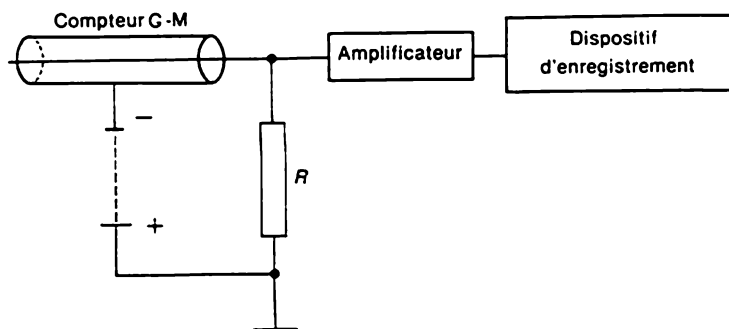 Compteur G-M
Amplificateur
Dispositif
d'enregistrement
−
R
+